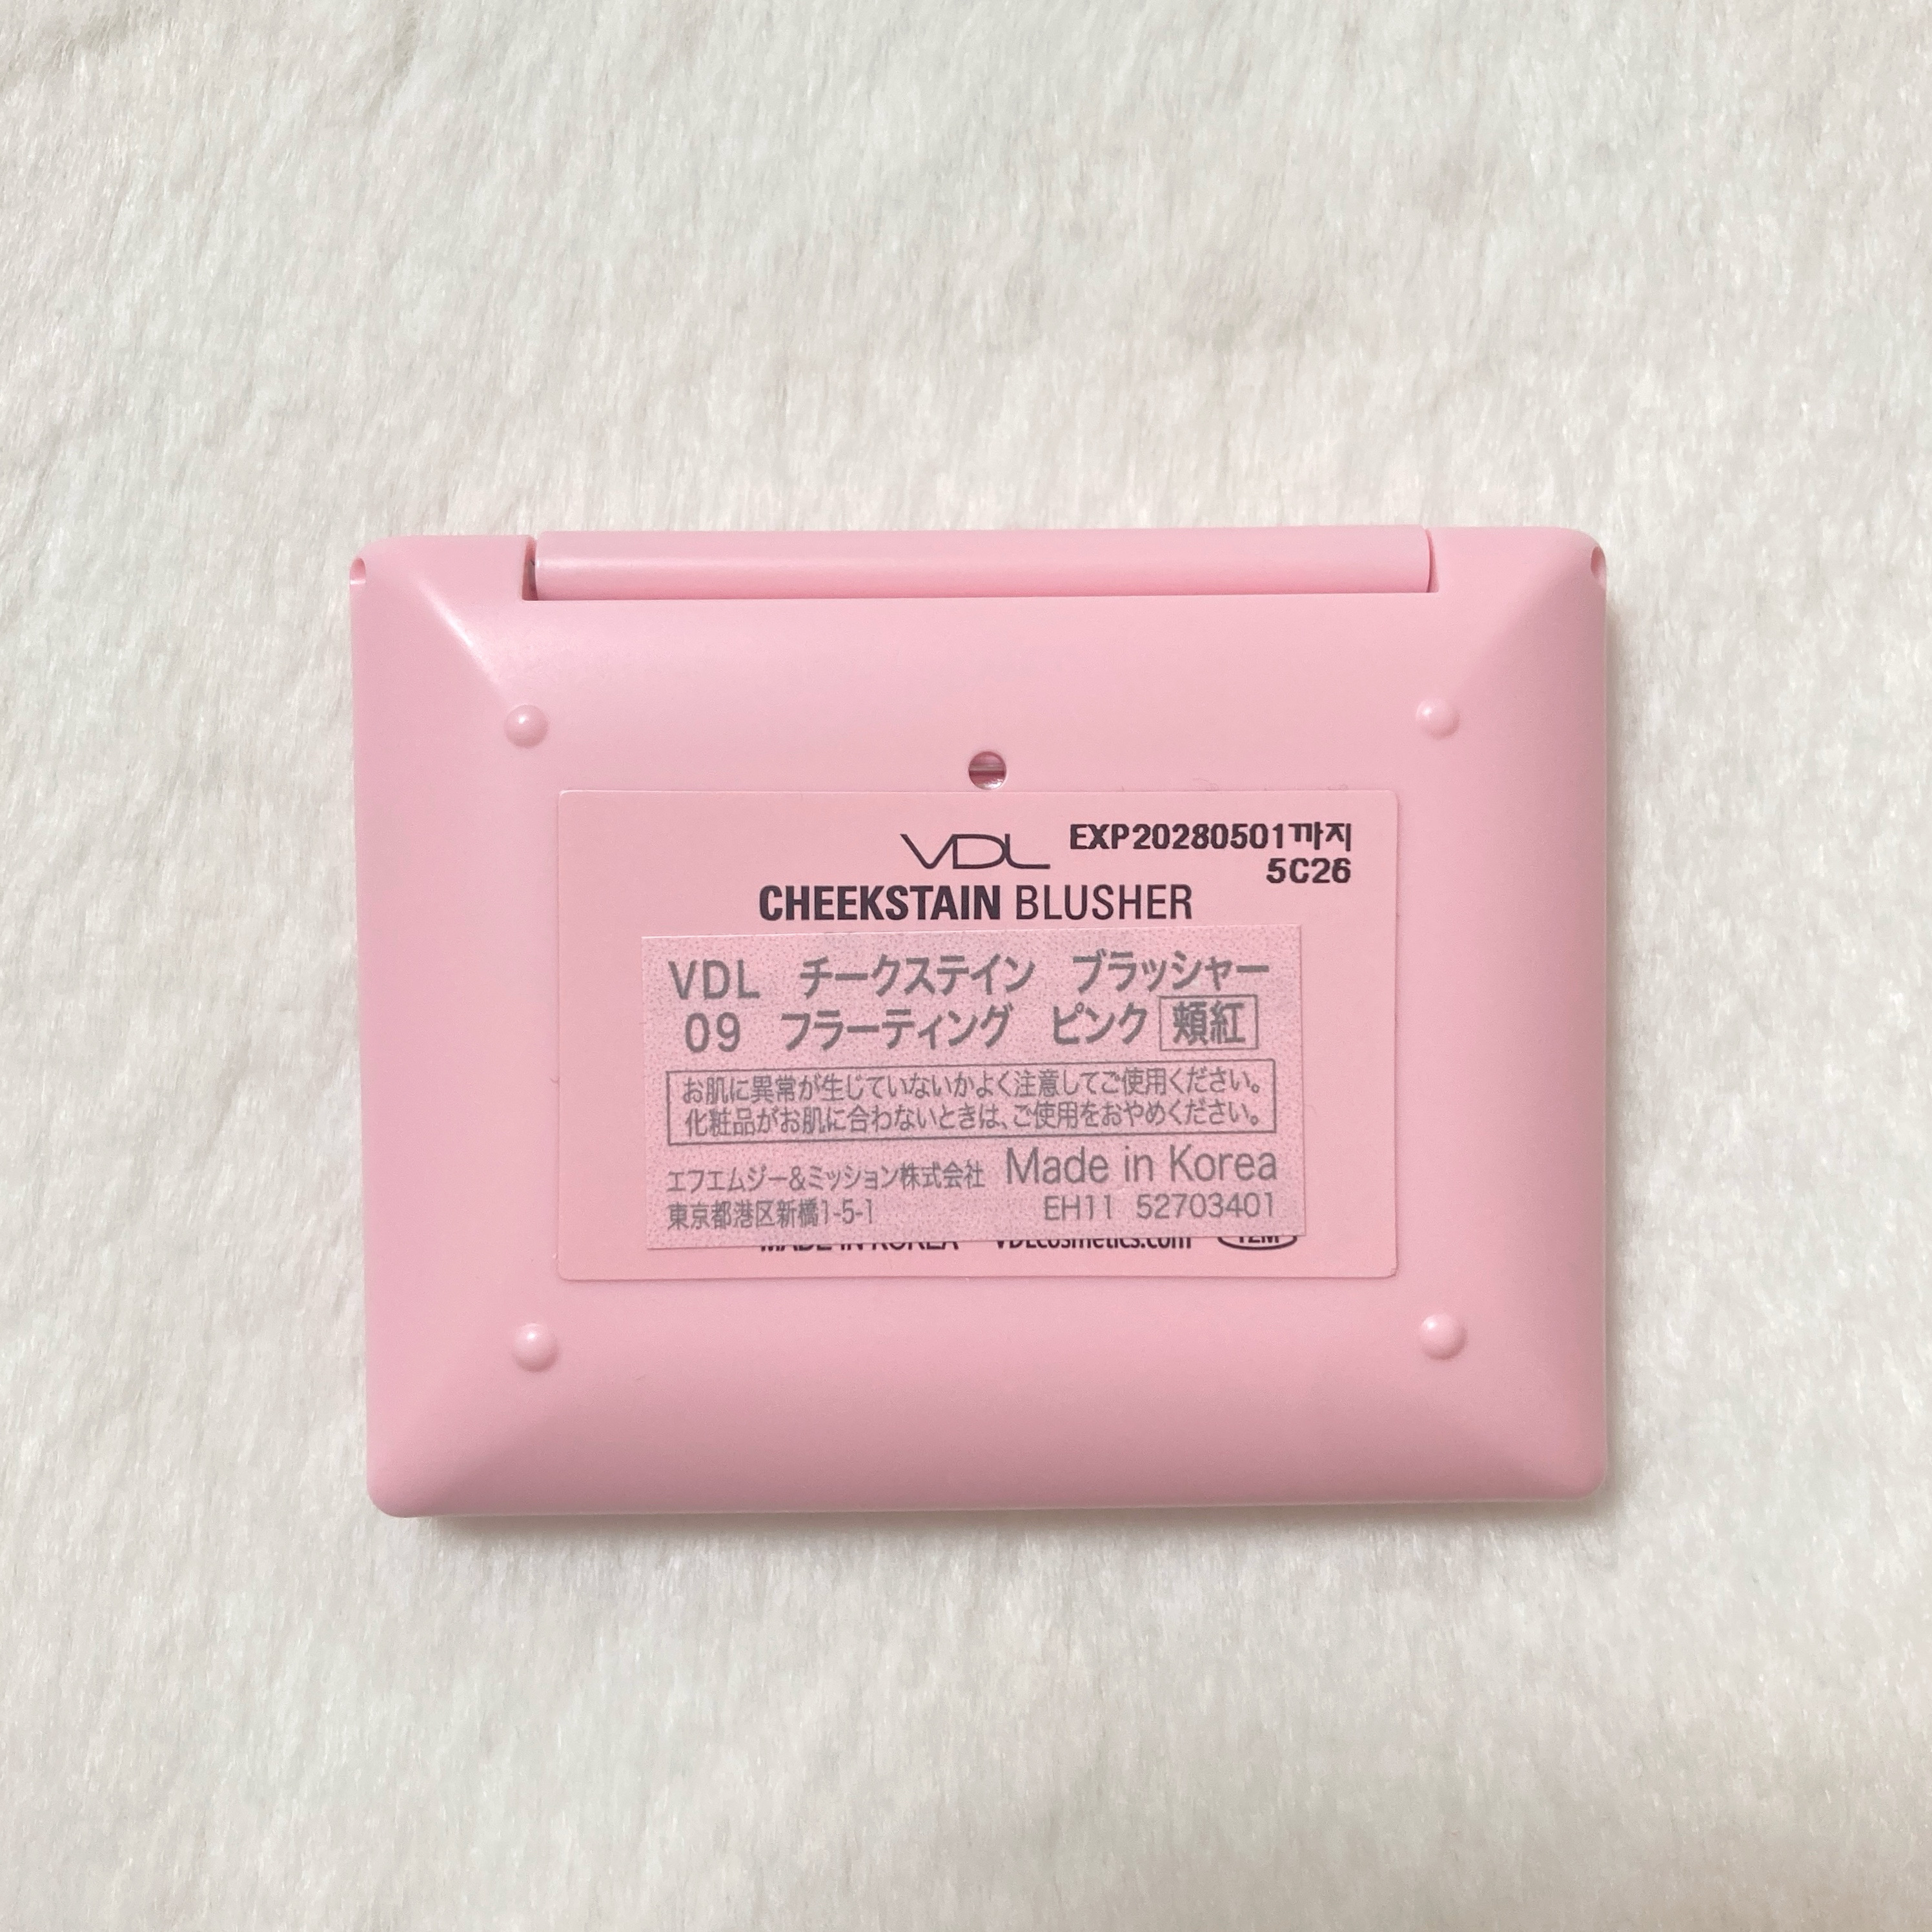 VDL
EXP20280501까지
5C26
CHEEKSTAIN BLUSHER
VDL チークステイン ブラッシャー
09 フラーティング ピンク 頬紅
お肌に異常が生じていないかよく注意してご使用ください。
化粧品がお肌に合わないときは、ご使用をおやめください。
エフエムジー&ミッション株式会社 Made in Korea
東京都港区新橋1-5-1 EH11 52703401
MADE IN KOREA VDLcosmetics.com 12M